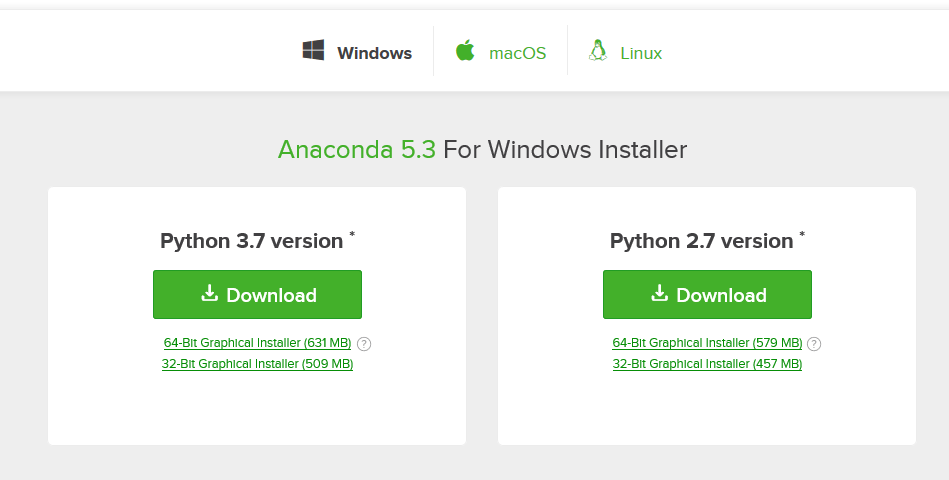 Windows macOS Linux
Anaconda 5.3 For Windows Installer
Python 3.7 version *
Download
64-Bit Graphical Installer (631 MB) ?
32-Bit Graphical Installer (509 MB)
Python 2.7 version *
Download
64-Bit Graphical Installer (579 MB) ?
32-Bit Graphical Installer (457 MB)